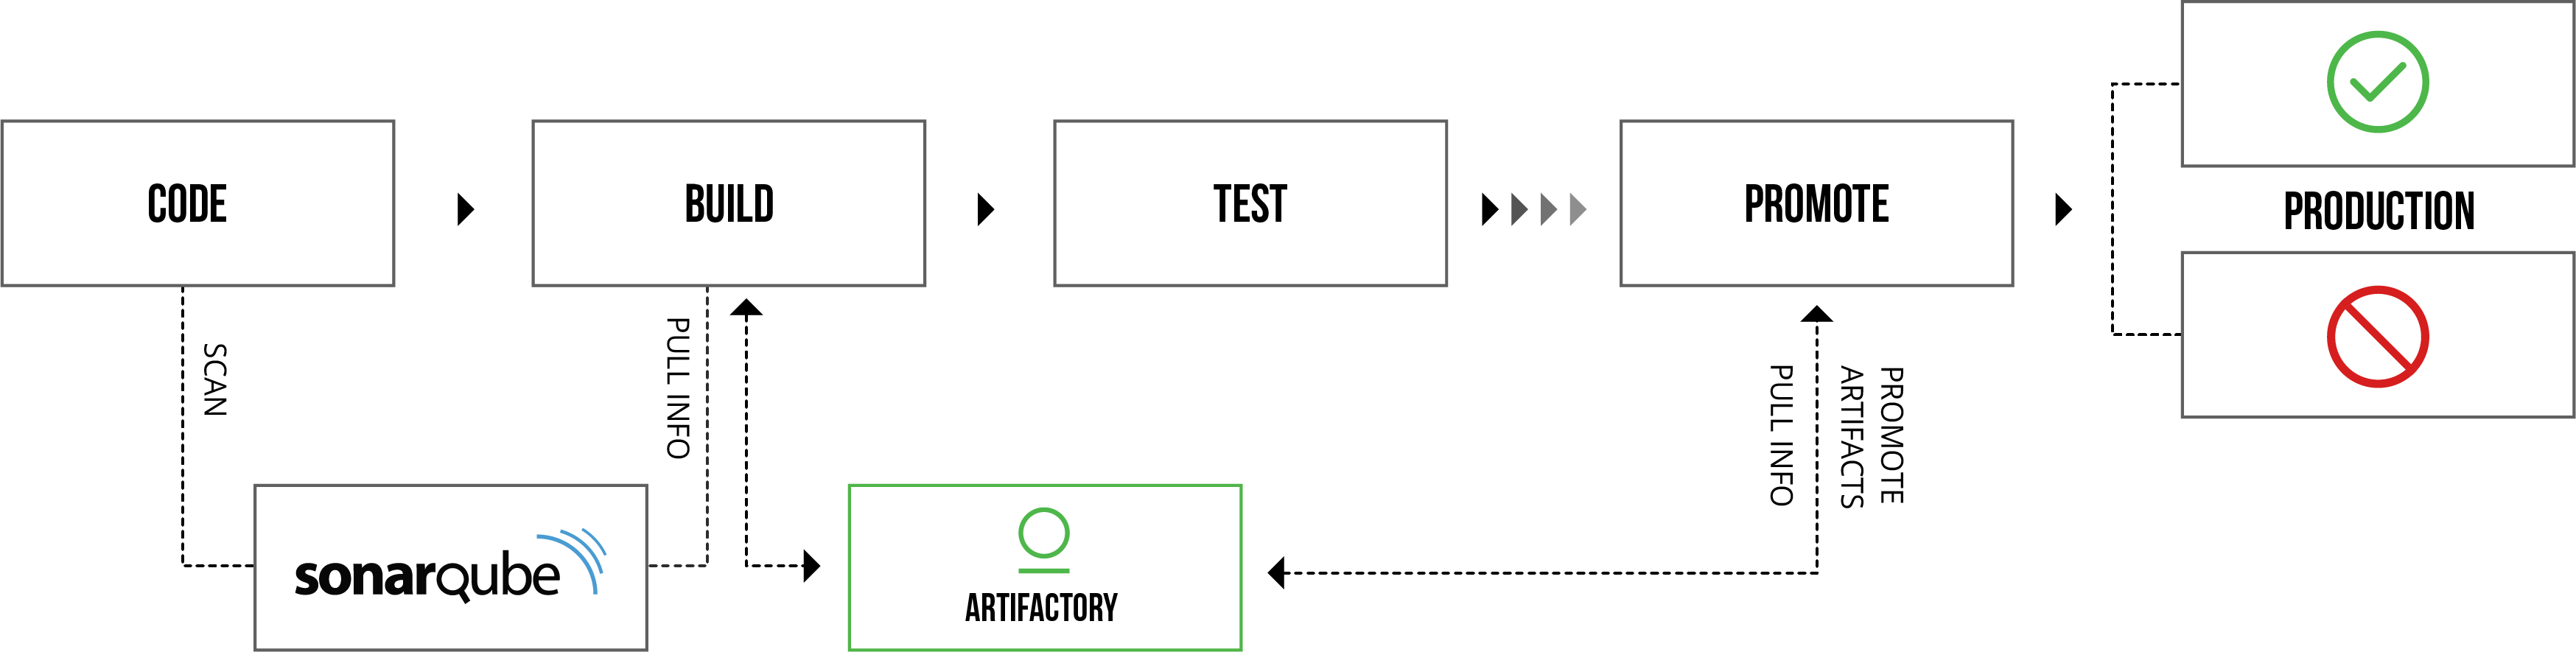 CODE
BUILD
TEST
PROMOTE
PRODUCTION
SCAN
PULL INFO
PULL INFO
PROMOTE
ARTIFACTS
sonarqube
ARTIFACTORY